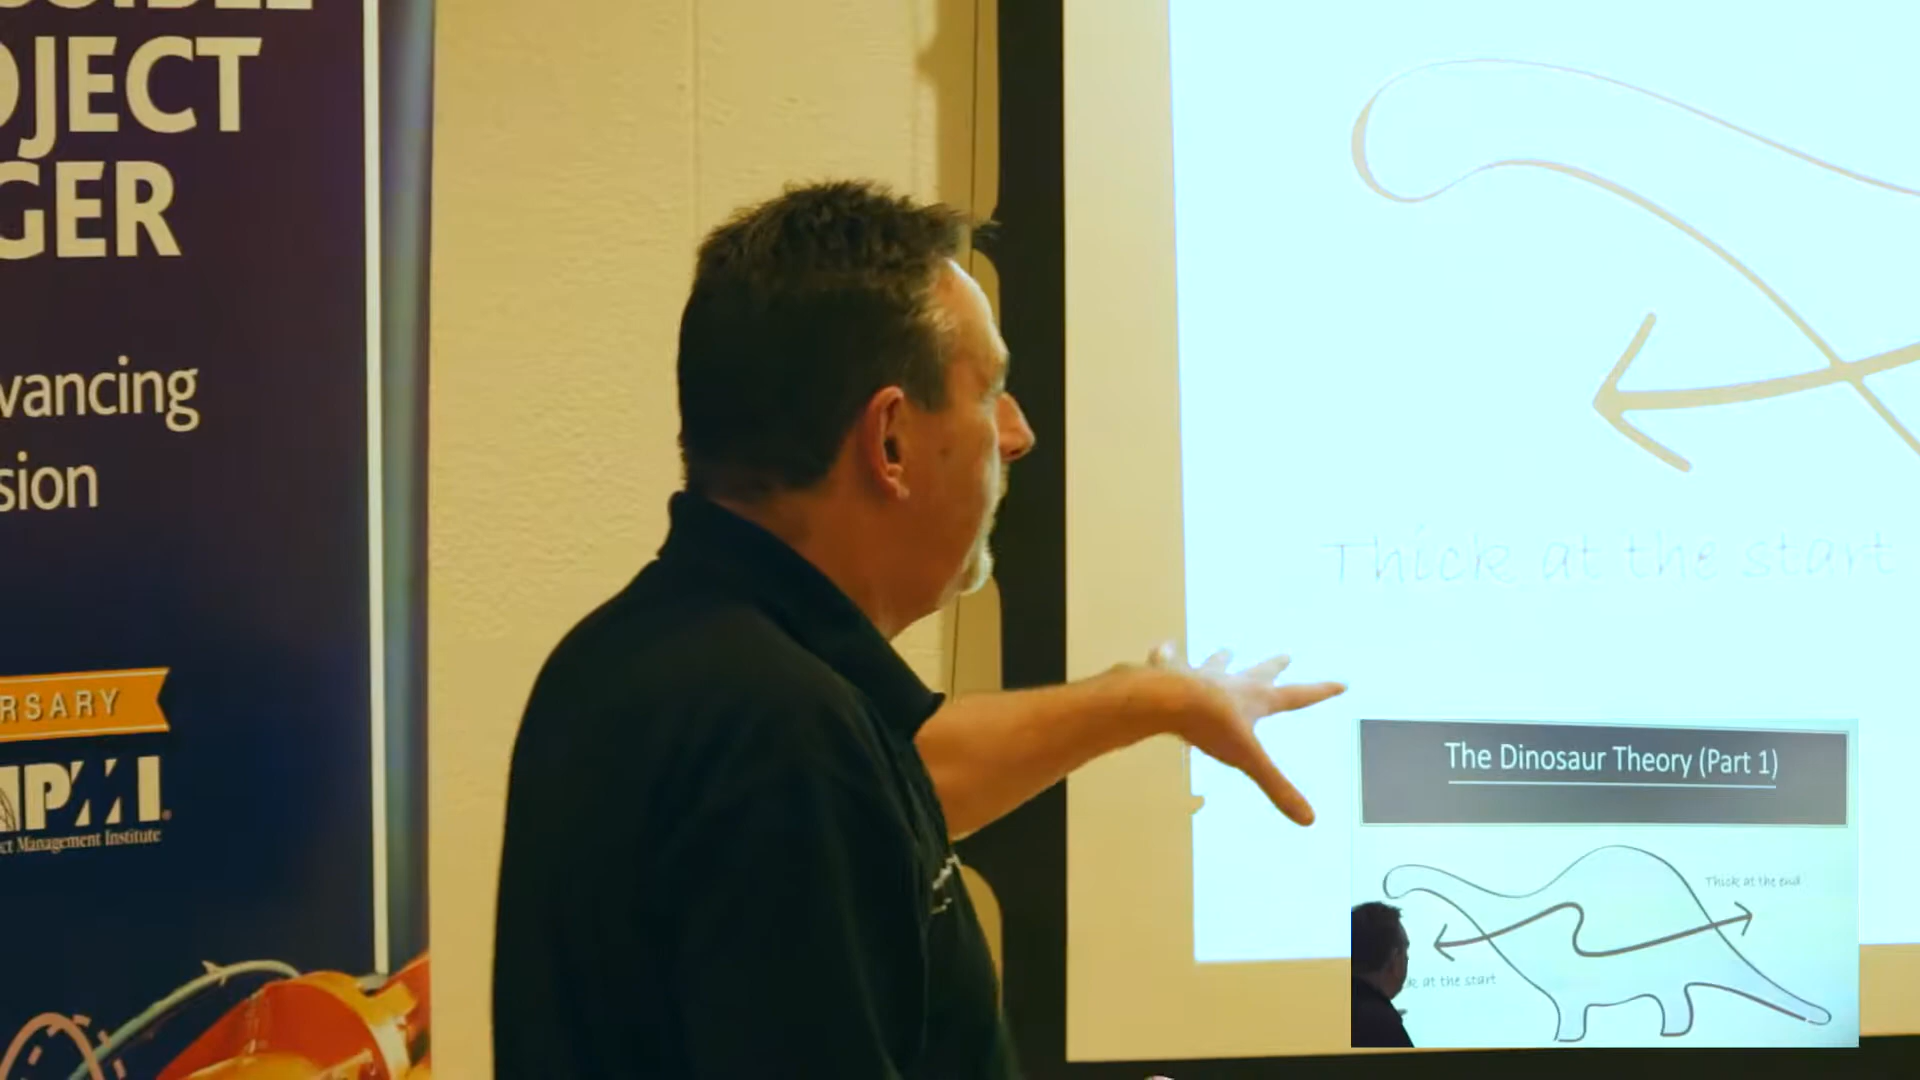 OJECT
GER
vancing
sion
RSARY
PMI
ct Management Institute
Thick at the start
The Dinosaur Theory (Part 1)
Thick at the end
at the start